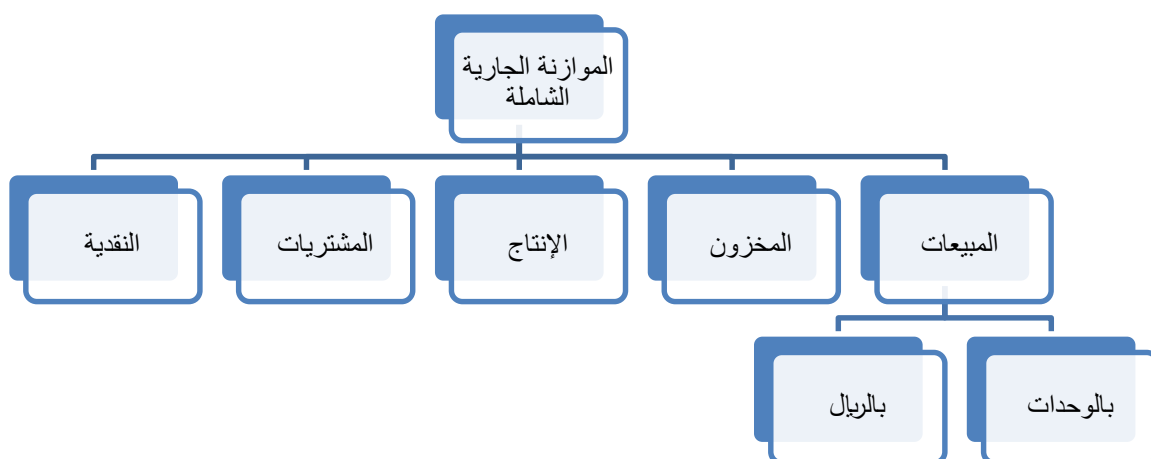 الموازنة الجارية
الشاملة
المبيعات
المخزون
الإنتاج
المشتريات
النقدية
بالوحدات
بالريال